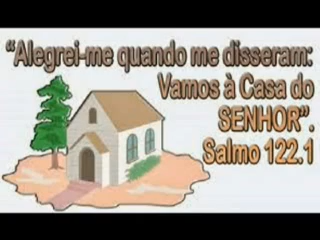 “Alegrei-me quando me disseram:
Vamos à Casa do
SENHOR”.
Salmo 122.1